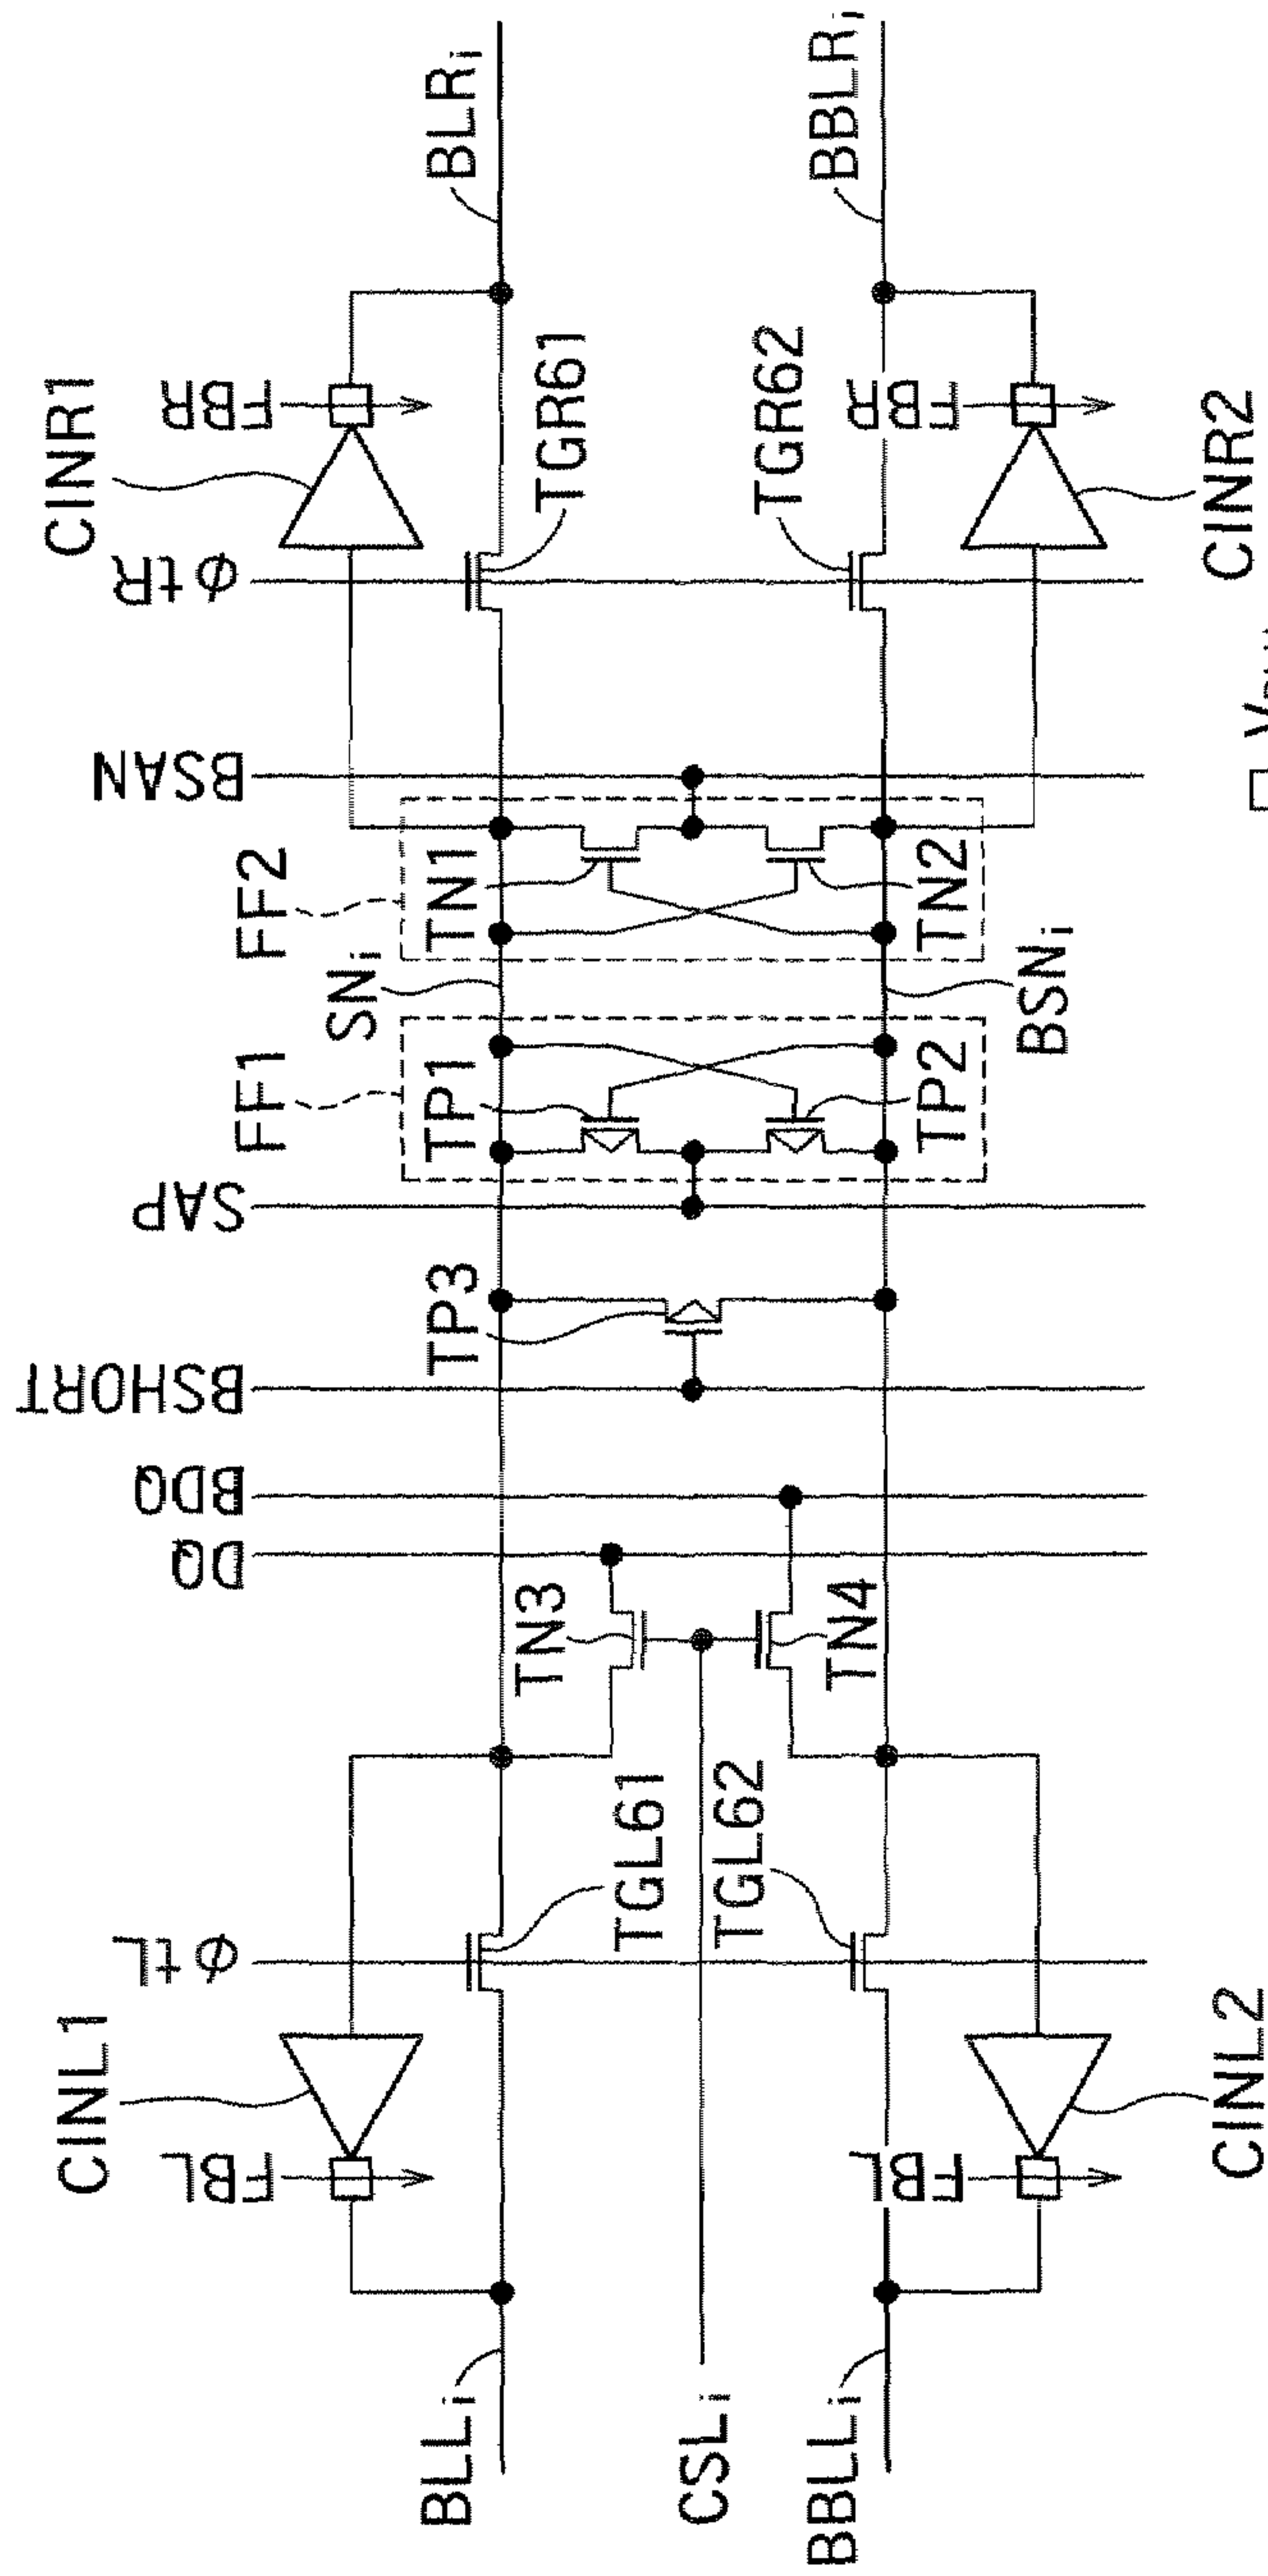 CINL1
FBL
φtL
DQ
BDQ
BSHORT
SAP
FF1
SNi
FF2
BSAN
φtR
CINR1
FBR
BLLi
TP3
TP1
TN1
BLRi
TN3
TGL61
TGR61
CSLi
TGL62
TGR62
BBLLi
FBL
TN4
TP2
TN2
FBR
BBLRi
BSNi
CINL2
CINR2